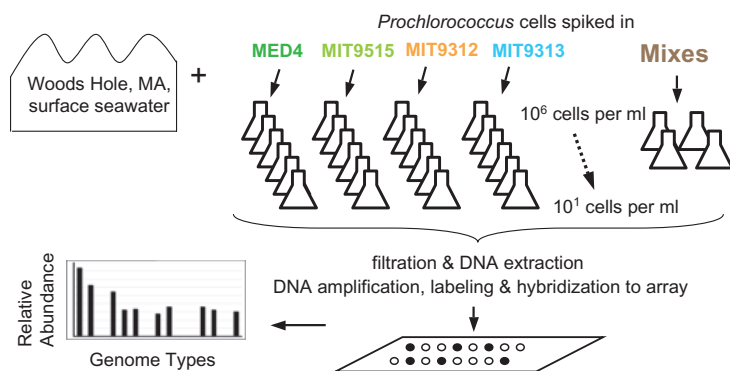 Prochlorococcus cells spiked in
MED4 MIT9515 MIT9312 MIT9313 Mixes
Woods Hole, MA,
surface seawater
+
10⁶ cells per ml
10¹ cells per ml
filtration & DNA extraction
DNA amplification, labeling & hybridization to array
Relative
Abundance
Genome Types